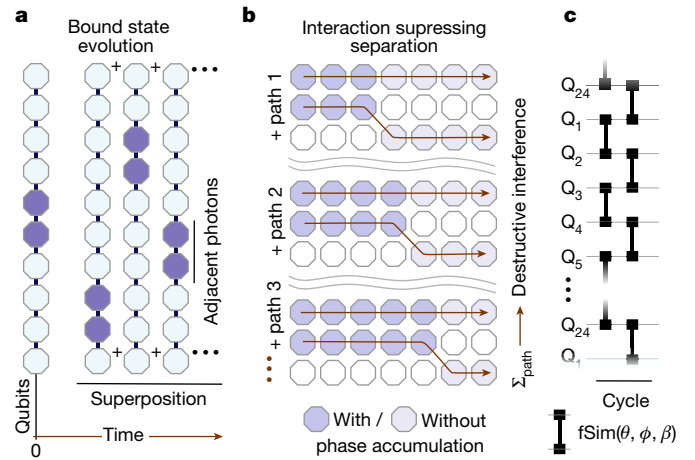 a
Bound state
evolution
+ + •••
Adjacent photons
+ + •••
Qubits
Superposition
0
Time
b
Interaction supressing
separation
+ path 1
+ path 2
+ path 3
•••
Destructive interference
Σpath
With / Without
phase accumulation
c
Q24
Q1
Q2
Q3
Q4
Q5
•••
Q24
Q1
Cycle
fSim(θ, ϕ, β)